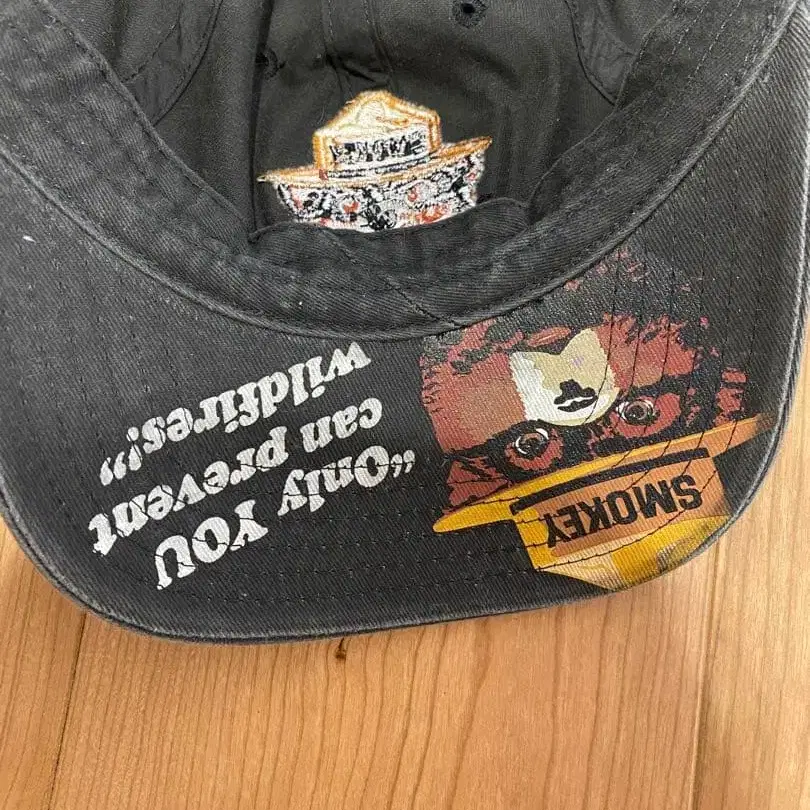 “Only YOU
can prevent
wildfires!”
SMOKEY